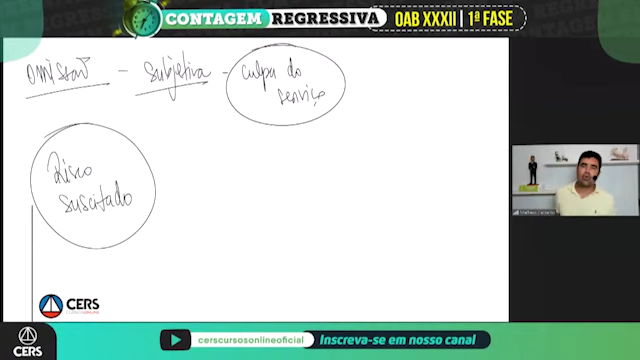 CONTAGEM REGRESSIVA OAB XXXII | 1ª FASE
omissão - subjetiva - culpa do
serviço
Risco
suscitado
CERS
CERS
cerscursosonlineoficial Inscreva-se em nosso canal